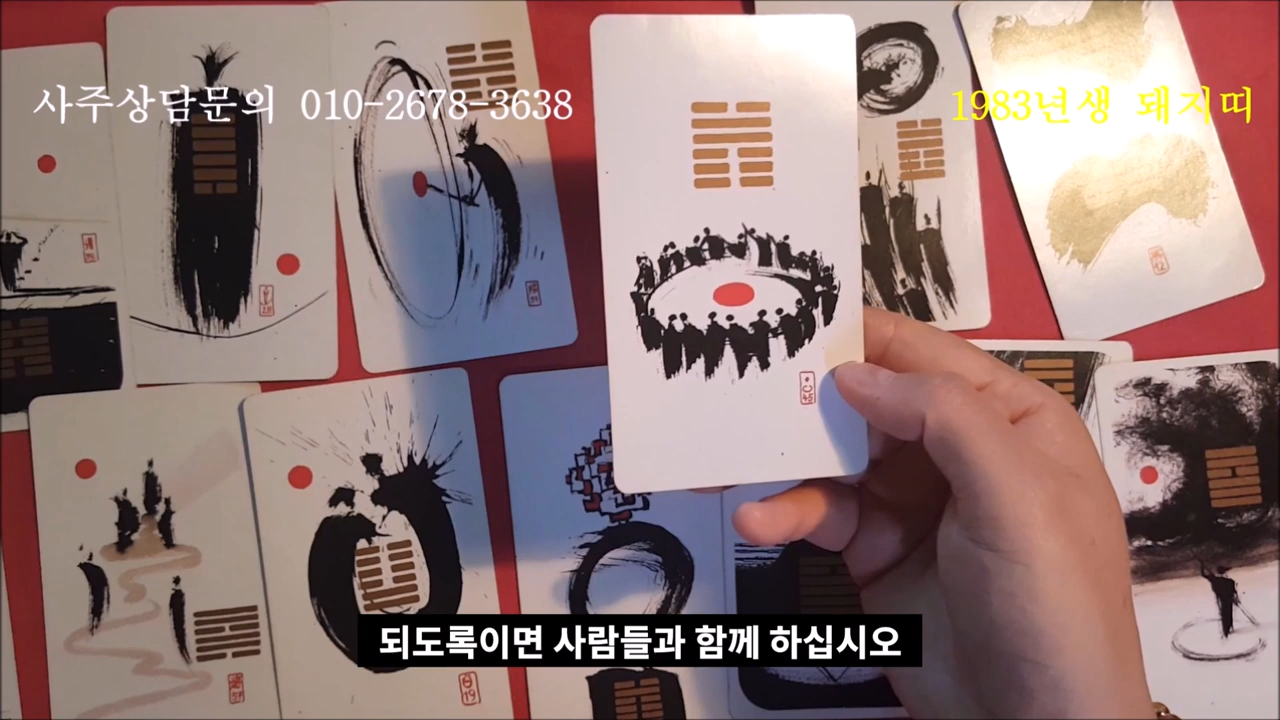 사주상담문의 010-2678-3638
1983년생 돼지띠
되도록이면 사람들과 함께 하십시오